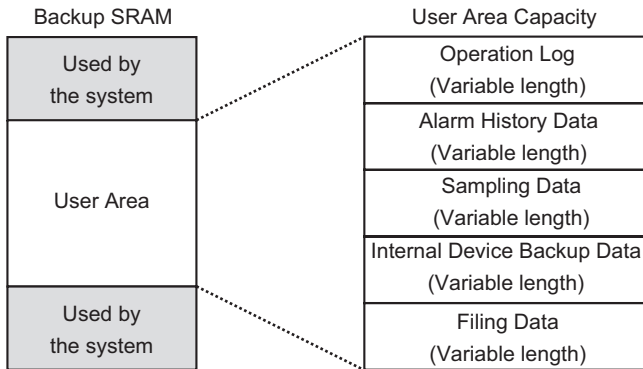 Backup SRAM
Used by
the system
User Area
Used by
the system
User Area Capacity
Operation Log
(Variable length)
Alarm History Data
(Variable length)
Sampling Data
(Variable length)
Internal Device Backup Data
(Variable length)
Filing Data
(Variable length)